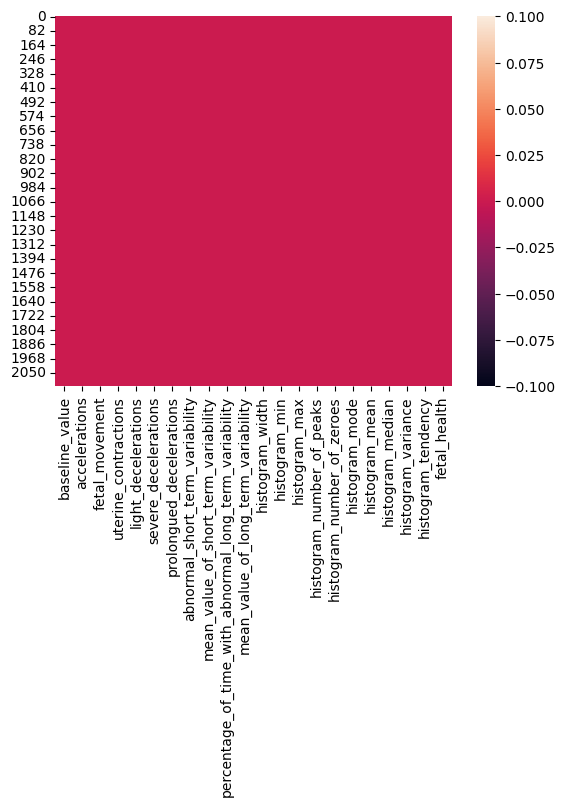 0
82
164
246
328
410
492
574
656
738
820
902
984
1066
1148
1230
1312
1394
1476
1558
1640
1722
1804
1886
1968
2050
baseline_value
accelerations
fetal_movement
uterine_contractions
light_decelerations
severe_decelerations
prolongued_decelerations
abnormal_short_term_variability
mean_value_of_short_term_variability
percentage_of_time_with_abnormal_long_term_variability
mean_value_of_long_term_variability
histogram_width
histogram_min
histogram_max
histogram_number_of_peaks
histogram_number_of_zeroes
histogram_mode
histogram_mean
histogram_median
histogram_variance
histogram_tendency
fetal_health
0.100
0.075
0.050
0.025
0.000
−0.025
−0.050
−0.075
−0.100